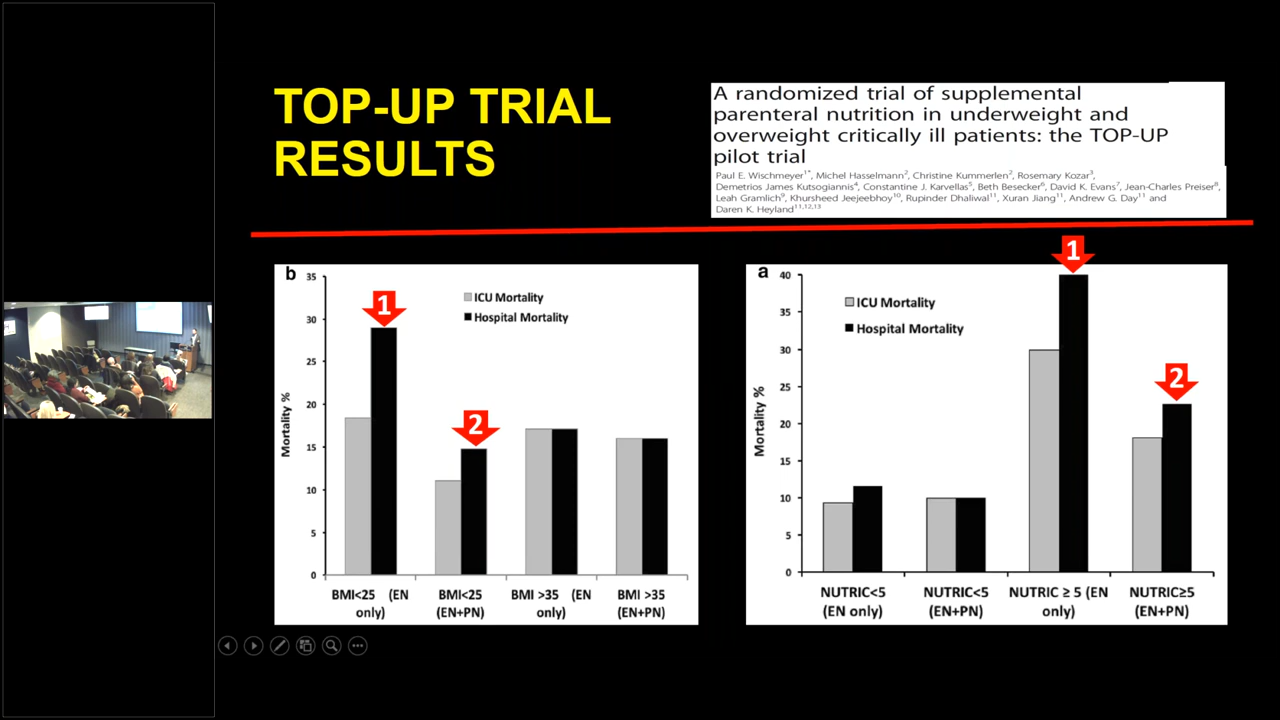 TOP-UP TRIAL
RESULTS
A randomized trial of supplemental
parenteral nutrition in underweight and
overweight critically ill patients: the TOP-UP
pilot trial
Paul E. Wischmeyer1*, Michel Hasselmann2, Christine Kummerlen2, Rosemary Kozar3,
Demetrios James Kutsogiannis4, Constantine J. Karvellas5, Beth Besecker6, David K. Evans7, Jean-Charles Preiser8,
Leah Gramlich9, Khursheed Jeejeebhoy10, Rupinder Dhaliwal11, Xuran Jiang11, Andrew G. Day11 and
Daren K. Heyland11,12,13
b
ICU Mortality
Hospital Mortality
Mortality %
35
30
25
20
15
10
5
0
1
2
BMI<25 (EN
only)
BMI<25
(EN+PN)
BMI >35 (EN
only)
BMI >35
(EN+PN)
a
ICU Mortality
Hospital Mortality
Mortality %
40
35
30
25
20
15
10
5
0
1
2
NUTRIC<5
(EN only)
NUTRIC<5
(EN+PN)
NUTRIC ≥ 5 (EN
only)
NUTRIC≥5
(EN+PN)